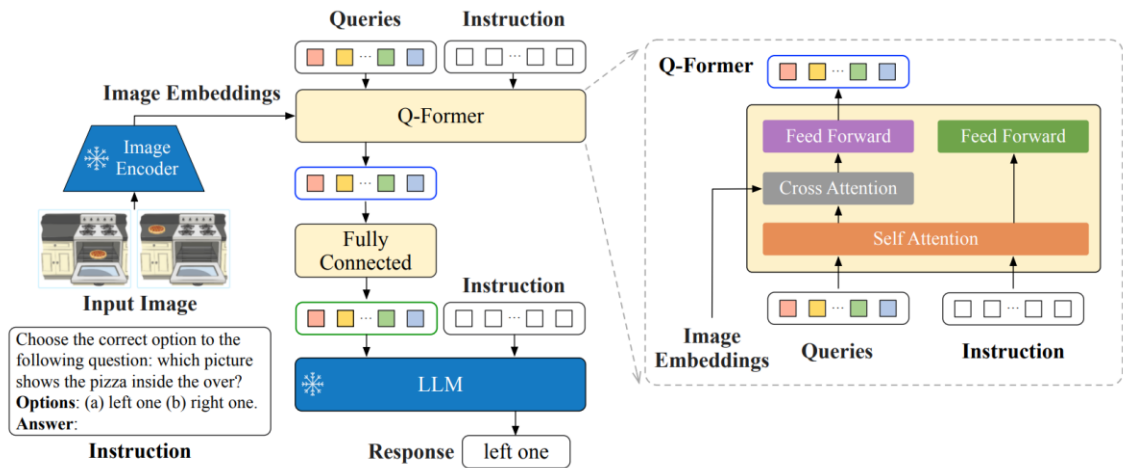 Queries
Instruction
Image Embeddings
Q-Former
Image
Encoder
Input Image
Fully
Connected
Instruction
LLM
Response
left one
Choose the correct option to the
following question: which picture
shows the pizza inside the over?
Options: (a) left one (b) right one.
Answer:
Instruction
Q-Former
Feed Forward
Feed Forward
Cross Attention
Self Attention
Image
Embeddings
Queries
Instruction